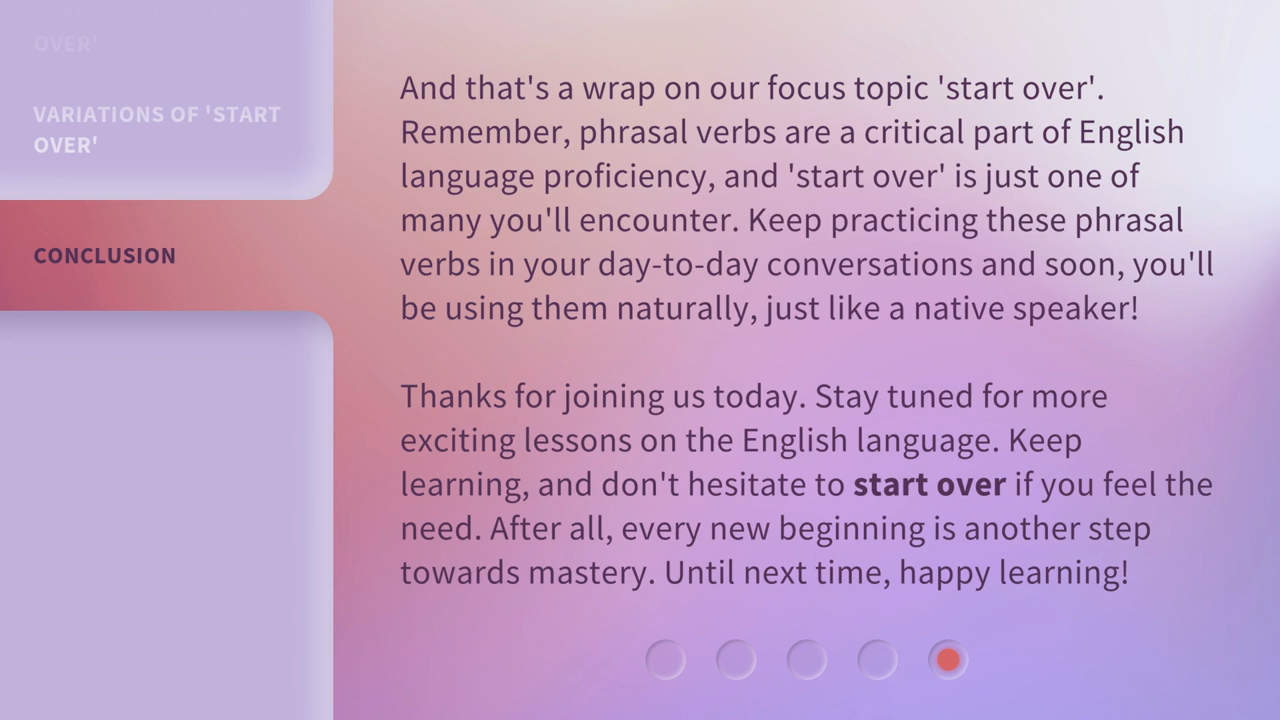 OVER'
VARIATIONS OF 'START
OVER'
CONCLUSION
And that's a wrap on our focus topic 'start over'.
Remember, phrasal verbs are a critical part of English
language proficiency, and 'start over' is just one of
many you'll encounter. Keep practicing these phrasal
verbs in your day-to-day conversations and soon, you'll
be using them naturally, just like a native speaker!
Thanks for joining us today. Stay tuned for more
exciting lessons on the English language. Keep
learning, and don't hesitate to start over if you feel the
need. After all, every new beginning is another step
towards mastery. Until next time, happy learning!